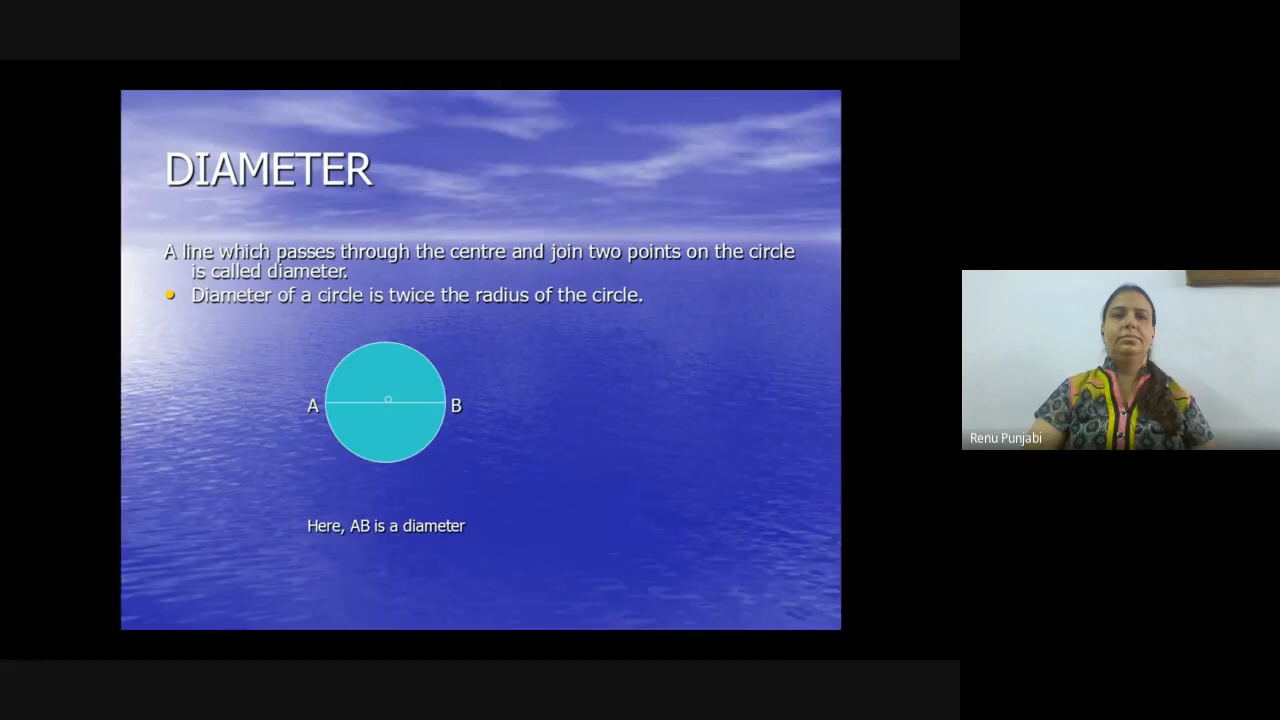 DIAMETER
A line which passes through the centre and join two points on the circle
is called diameter.
Diameter of a circle is twice the radius of the circle.
A
B
Here, AB is a diameter
Renu Punjabi